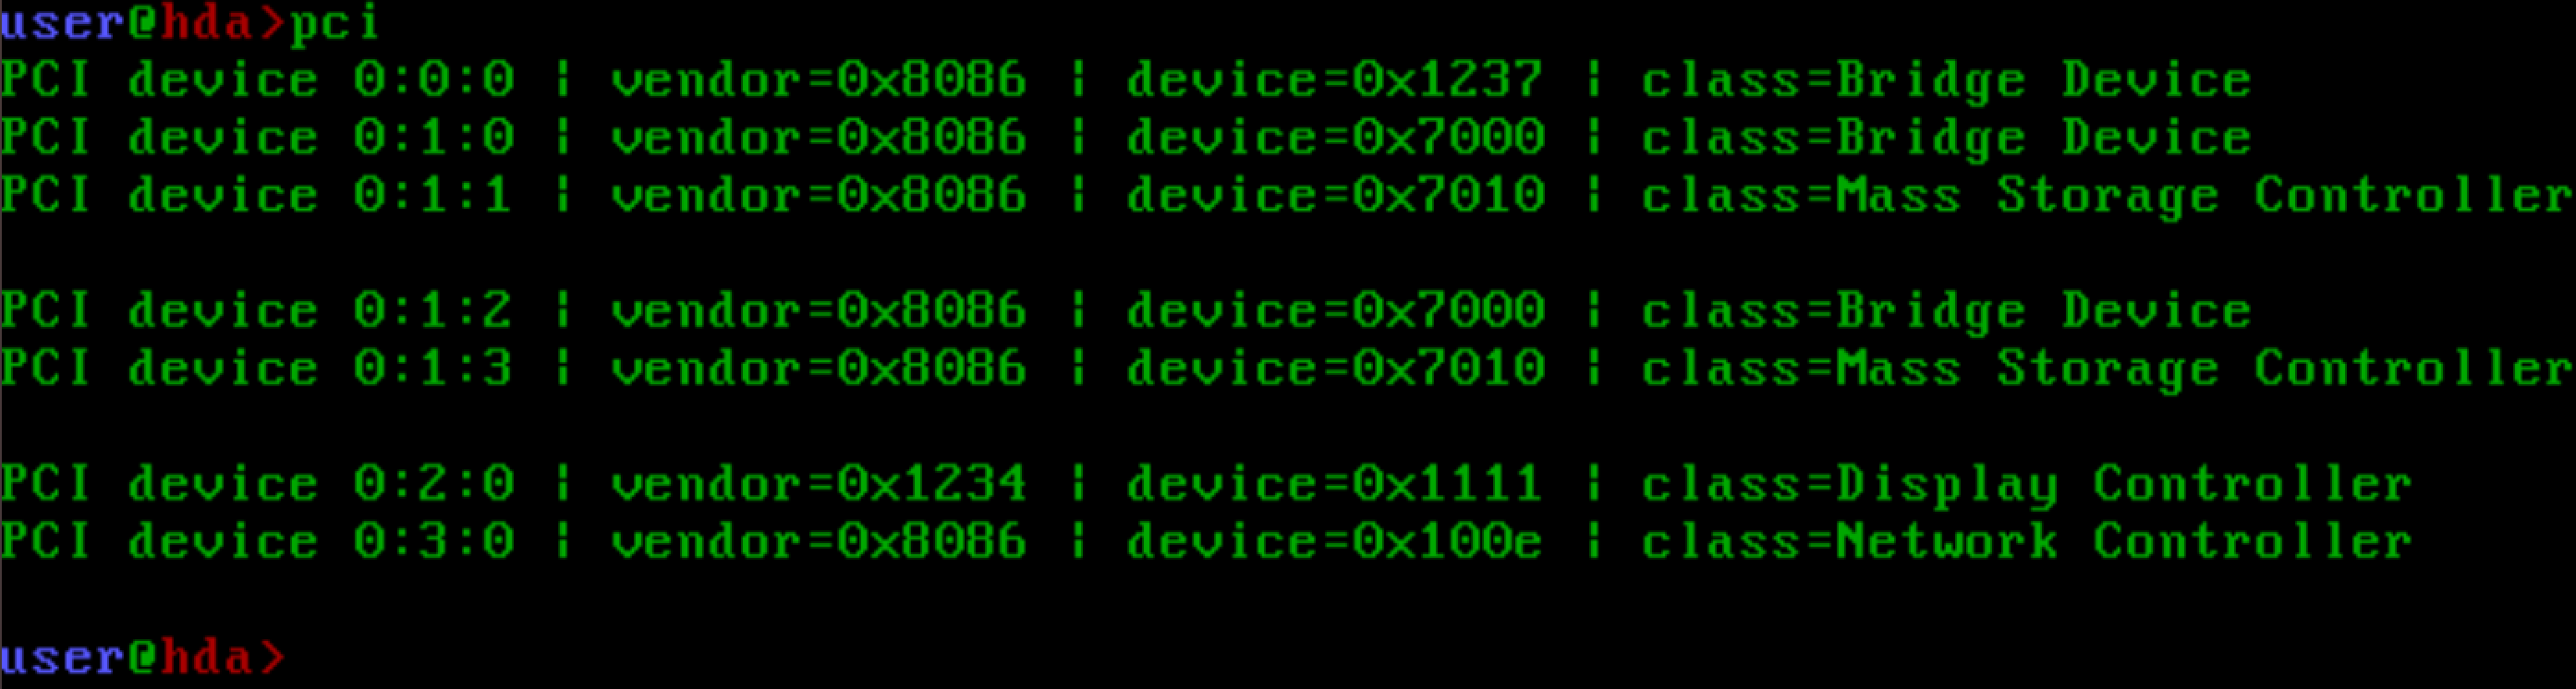 user@hda>pci
PCI device 0:0:0 | vendor=0x8086 | device=0x1237 | class=Bridge Device
PCI device 0:1:0 | vendor=0x8086 | device=0x7000 | class=Bridge Device
PCI device 0:1:1 | vendor=0x8086 | device=0x7010 | class=Mass Storage Controller
PCI device 0:1:2 | vendor=0x8086 | device=0x7000 | class=Bridge Device
PCI device 0:1:3 | vendor=0x8086 | device=0x7010 | class=Mass Storage Controller
PCI device 0:2:0 | vendor=0x1234 | device=0x1111 | class=Display Controller
PCI device 0:3:0 | vendor=0x8086 | device=0x100e | class=Network Controller
user@hda>